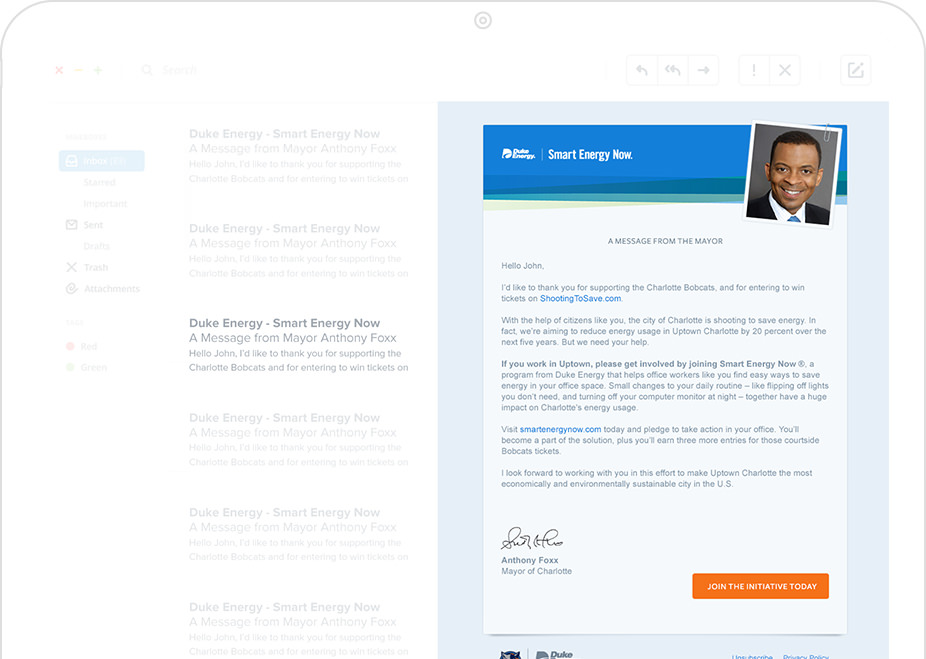 Search
FAVORITES
Inbox (85)
Starred
Important
Sent
Drafts
Trash
Attachments
TAGS
Red
Green
Duke Energy - Smart Energy Now
A Message from Mayor Anthony Foxx
Hello John, I'd like to thank you for supporting the
Charlotte Bobcats and for entering to win tickets on
Duke Energy - Smart Energy Now
A Message from Mayor Anthony Foxx
Hello John, I'd like to thank you for supporting the
Charlotte Bobcats and for entering to win tickets on
Duke Energy - Smart Energy Now
A Message from Mayor Anthony Foxx
Hello John, I'd like to thank you for supporting the
Charlotte Bobcats and for entering to win tickets on
Duke Energy - Smart Energy Now
A Message from Mayor Anthony Foxx
Hello John, I'd like to thank you for supporting the
Charlotte Bobcats and for entering to win tickets on
Duke Energy - Smart Energy Now
A Message from Mayor Anthony Foxx
Hello John, I'd like to thank you for supporting the
Charlotte Bobcats and for entering to win tickets on
Duke Energy - Smart Energy Now
A Message from Mayor Anthony Foxx
Hello John, I'd like to thank you for supporting the
Charlotte Bobcats and for entering to win tickets on
Duke Energy. Smart Energy Now.
A MESSAGE FROM THE MAYOR
Hello John,
I'd like to thank you for supporting the Charlotte Bobcats, and for entering to win
tickets on ShootingToSave.com.
With the help of citizens like you, the city of Charlotte is shooting to save energy. In
fact, we're aiming to reduce energy usage in Uptown Charlotte by 20 percent over the
next five years. But we need your help.
If you work in Uptown, please get involved by joining Smart Energy Now ®, a
program from Duke Energy that helps office workers like you find easy ways to save
energy in your office space. Small changes to your daily routine – like flipping off lights
you don't need, and turning off your computer monitor at night – together have a huge
impact on Charlotte's energy usage.
Visit smartenergynow.com today and pledge to take action in your office. You'll
become a part of the solution, plus you'll earn three more entries for those courtside
Bobcats tickets.
I look forward to working with you in this effort to make Uptown Charlotte the most
economically and environmentally sustainable city in the U.S.
Anthony Foxx
Mayor of Charlotte
JOIN THE INITIATIVE TODAY
Duke
Unsubscribe Privacy Policy